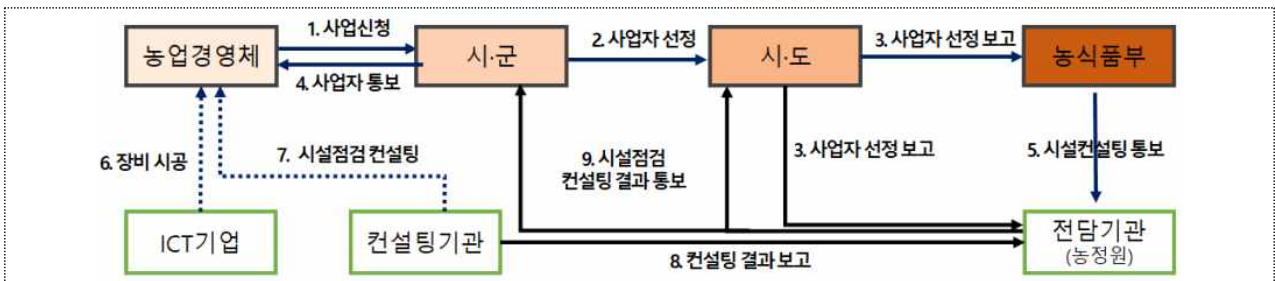 1. 사업신청
2. 사업자 선정
3. 사업자 선정 보고
농업경영체
시·군
시·도
농식품부
4. 사업자 통보
6. 장비 시공
7. 시설점검 컨설팅
9. 시설점검
컨설팅 결과 통보
3. 사업자 선정 보고
5. 시설컨설팅 통보
ICT기업
컨설팅기관
8. 컨설팅 결과 보고
전담기관
(농정원)